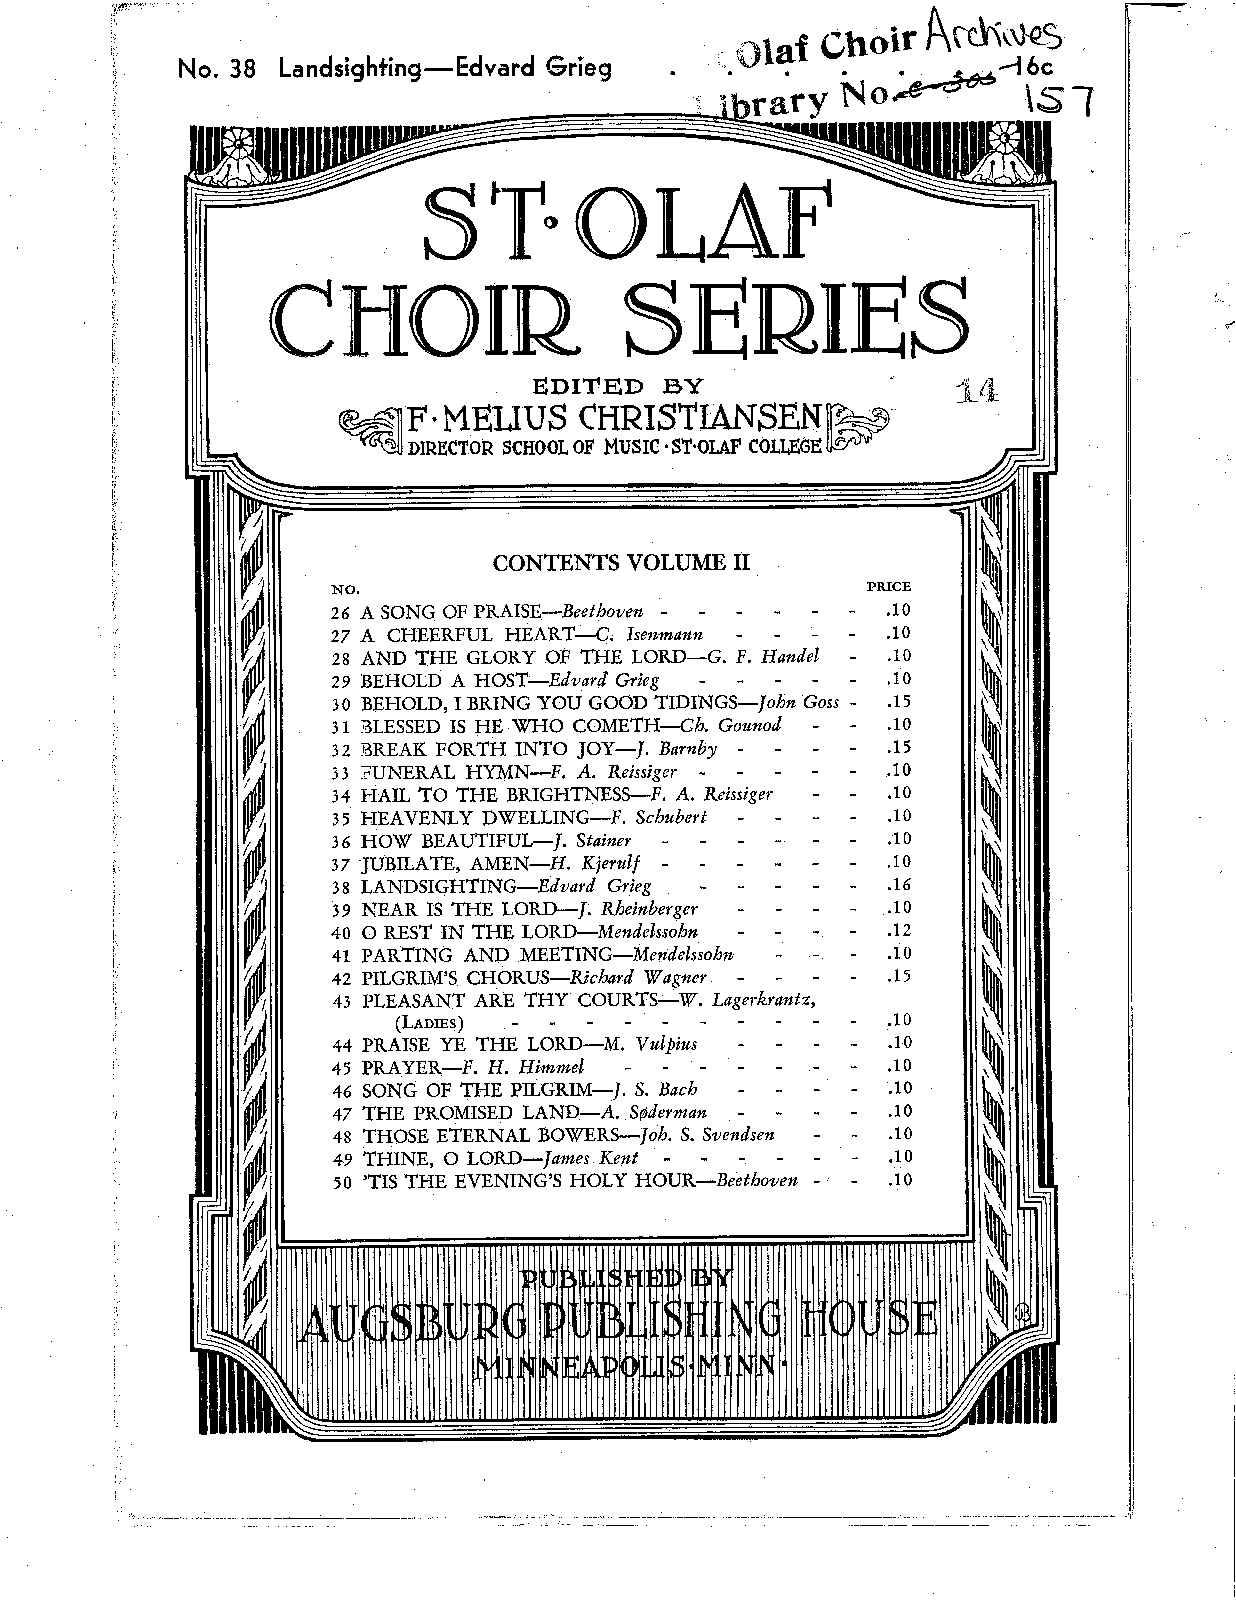 No. 38 Landsighting—Edvard Grieg . . . . . 16c
Olaf Choir Archives
ibrary No.
157
ST·OLAF
CHOIR SERIES
EDITED BY
14
F·MELIUS CHRISTIANSEN
DIRECTOR SCHOOL OF MUSIC·ST·OLAF COLLEGE
CONTENTS VOLUME II
NO. PRICE
26 A SONG OF PRAISE—Beethoven - - - - - - .10
27 A CHEERFUL HEART—C. Isenmann - - - - .10
28 AND THE GLORY OF THE LORD—G. F. Handel - .10
29 BEHOLD A HOST—Edvard Grieg - - - - - .10
30 BEHOLD, I BRING YOU GOOD TIDINGS—John Goss - .15
31 BLESSED IS HE WHO COMETH—Ch. Gounod - - .10
32 BREAK FORTH INTO JOY—J. Barnby - - - - .15
33 FUNERAL HYMN—F. A. Reissiger - - - - - .10
34 HAIL TO THE BRIGHTNESS—F. A. Reissiger - - .10
35 HEAVENLY DWELLING—F. Schubert - - - - .10
36 HOW BEAUTIFUL—J. Stainer - - - - - - .10
37 JUBILATE, AMEN—H. Kjerulf - - - - - - .10
38 LANDSIGHTING—Edvard Grieg - - - - - .16
39 NEAR IS THE LORD—J. Rheinberger - - - - .10
40 O REST IN THE LORD—Mendelssohn - - - - .12
41 PARTING AND MEETING—Mendelssohn - - - .10
42 PILGRIM'S CHORUS—Richard Wagner - - - - .15
43 PLEASANT ARE THY COURTS—W. Lagerkrantz,
(LADIES) - - - - - - - - - - .10
44 PRAISE YE THE LORD—M. Vulpius - - - - .10
45 PRAYER—F. H. Himmel - - - - - - - .10
46 SONG OF THE PILGRIM—J. S. Bach - - - - .10
47 THE PROMISED LAND—A. Søderman - - - - .10
48 THOSE ETERNAL BOWERS—Joh. S. Svendsen - - .10
49 THINE, O LORD—James Kent - - - - - - .10
50 'TIS THE EVENING'S HOLY HOUR—Beethoven - - .10
PUBLISHED BY
AUGSBURG PUBLISHING HOUSE
MINNEAPOLIS·MINN·